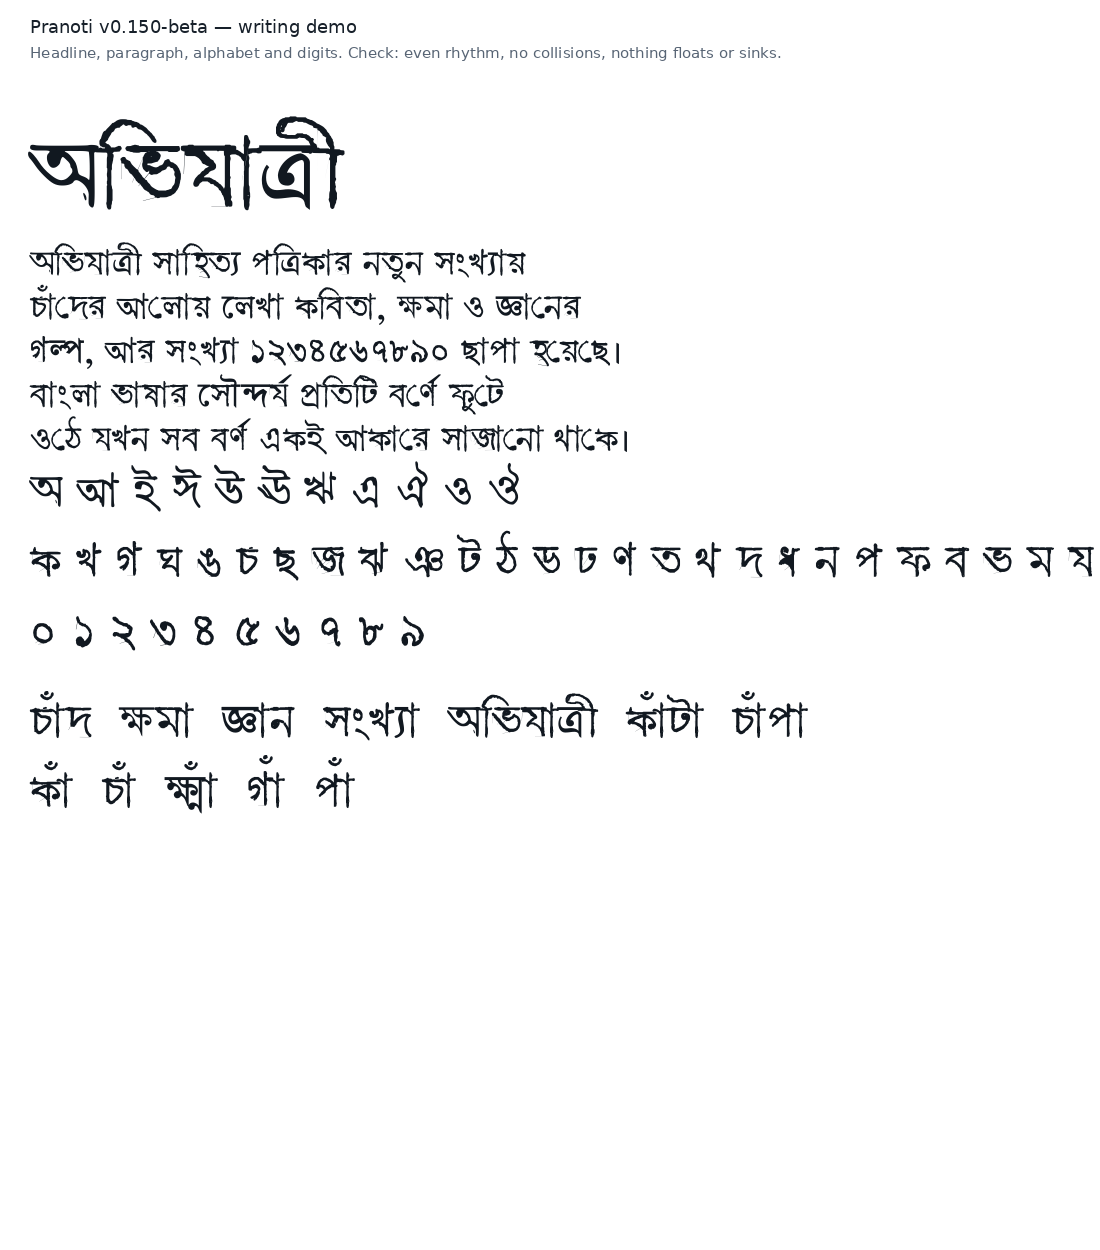 Pranoti v0.150-beta — writing demo
Headline, paragraph, alphabet and digits. Check: even rhythm, no collisions, nothing floats or sinks.
অভিযাত্রী
অভিযাত্রী সাহিত্য পত্রিকার নতুন সংখ্যায়
চাঁদের আলোয় লেখা কবিতা, ক্ষমা ও জ্ঞানের
গল্প, আর সংখ্যা ১২৩৪৫৬৭৮৯০ ছাপা হয়েছে।
বাংলা ভাষার সৌন্দর্য প্রতিটি বর্ণে ফুটে
ওঠে যখন সব বর্ণ একই আকারে সাজানো থাকে।
অ আ ই ঈ উ ঊ ঋ এ ঐ ও ঔ
ক খ গ ঘ ঙ চ ছ জ ঝ ঞ ট ঠ ড ঢ ণ ত থ দ ধ ন প ফ ব ভ ম য
০ ১ ২ ৩ ৪ ৫ ৬ ৭ ৮ ৯
চাঁদ ক্ষমা জ্ঞান সংখ্যা অভিযাত্রী কাঁটা চাঁপা
কাঁ চাঁ ক্ষ্মাঁ গাঁ পাঁ